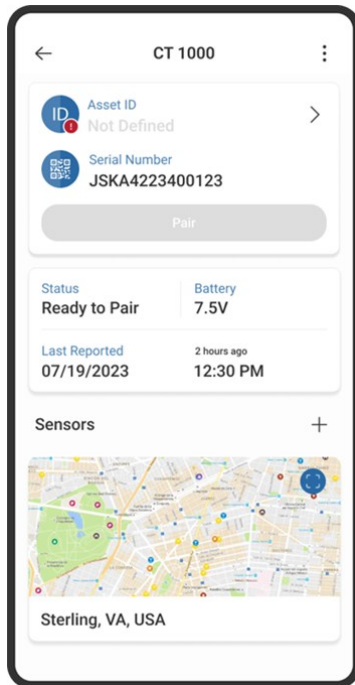 CT 1000
ID
Asset ID
Not Defined
Serial Number
JSKA4223400123
Pair
Status
Ready to Pair
Battery
7.5V
Last Reported
07/19/2023
2 hours ago
12:30 PM
Sensors
Sterling, VA, USA